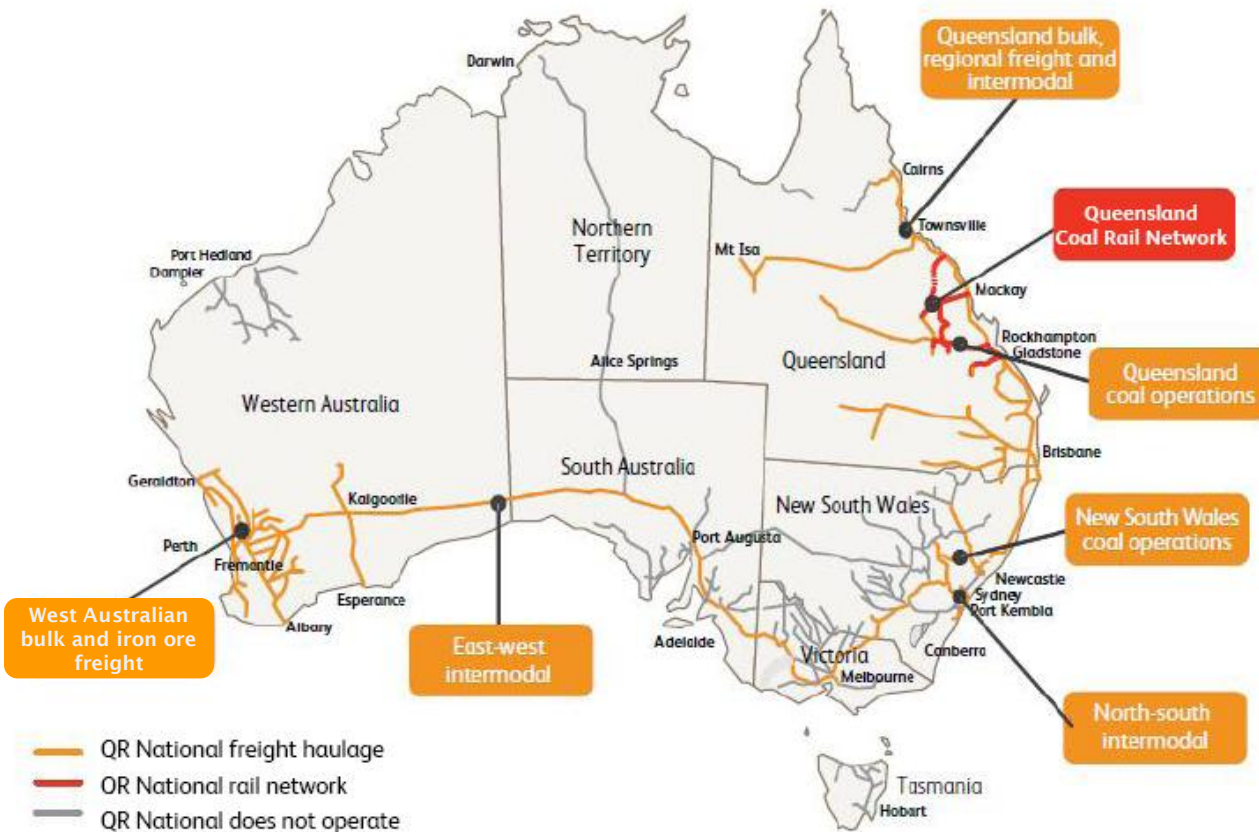 Queensland bulk,
regional freight and
intermodal
Darwin
Cairns
Townsville
Queensland
Coal Rail Network
Northern
Territory
Mt Isa
Port Hedland
Dampier
Mackay
Rockhampton
Gladstone
Alice Springs
Queensland
Queensland
coal operations
Western Australia
South Australia
Brisbane
Geraldton
Kalgoorlie
New South Wales
New South Wales
coal operations
Port Augusta
Perth
Fremantle
Newcastle
Sydney
Port Kembla
Esperance
Albany
West Australian
bulk and iron ore
freight
East-west
intermodal
Adelaide
Victoria
Canberra
Melbourne
North-south
intermodal
QR National freight haulage
QR National rail network
QR National does not operate
Tasmania
Hobart